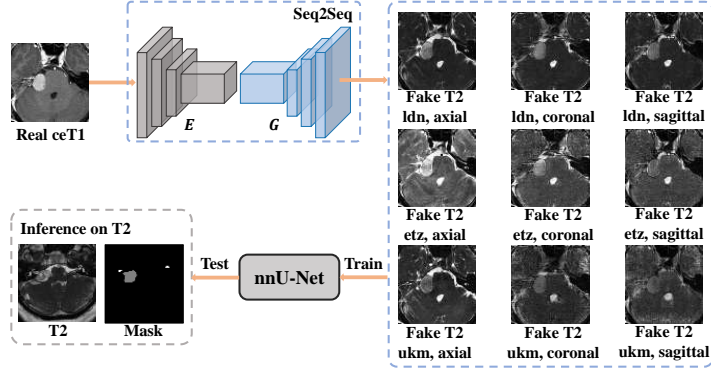 Seq2Seq
Real ceT1
E
G
Fake T2
ldn, axial
Fake T2
ldn, coronal
Fake T2
ldn, sagittal
Fake T2
etz, axial
Fake T2
etz, coronal
Fake T2
etz, sagittal
Fake T2
ukm, axial
Fake T2
ukm, coronal
Fake T2
ukm, sagittal
Train
nnU-Net
Test
Inference on T2
T2
Mask